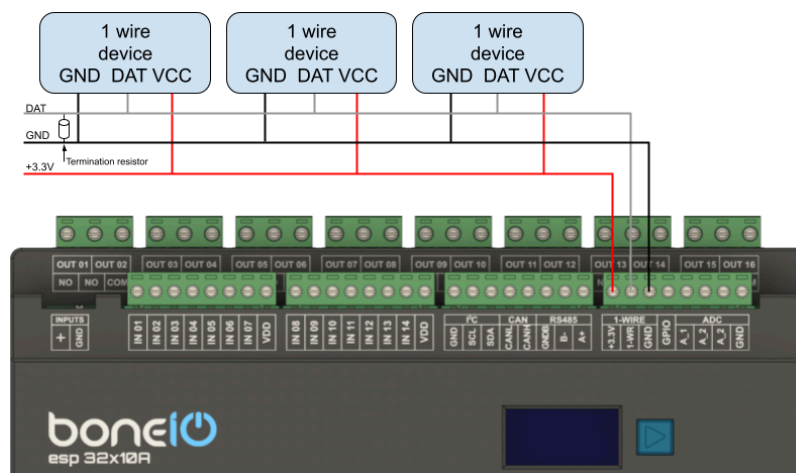 1 wire
device
GND DAT VCC
1 wire
device
GND DAT VCC
1 wire
device
GND DAT VCC
DAT
GND
Termination resistor
+3.3V
OUT 01 OUT 02 OUT 03 OUT 04 OUT 05 OUT 06 OUT 07 OUT 08 OUT 09 OUT 10 OUT 11 OUT 12 OUT 13 OUT 14 OUT 15 OUT 16
NO NO COM
INPUTS
+ GND
IN 01 IN 02 IN 03 IN 04 IN 05 IN 06 IN 07 VDD
IN 08 IN 09 IN 10 IN 11 IN 12 IN 13 IN 14 VDD
I²C CAN RS485
GND SCL SDA CANL CANH GNDB B- A+
1-WIRE ADC
+3.3V 1-WR GND GPIO A_1 A_2 A_2 GND
boneIO
esp 32x10A